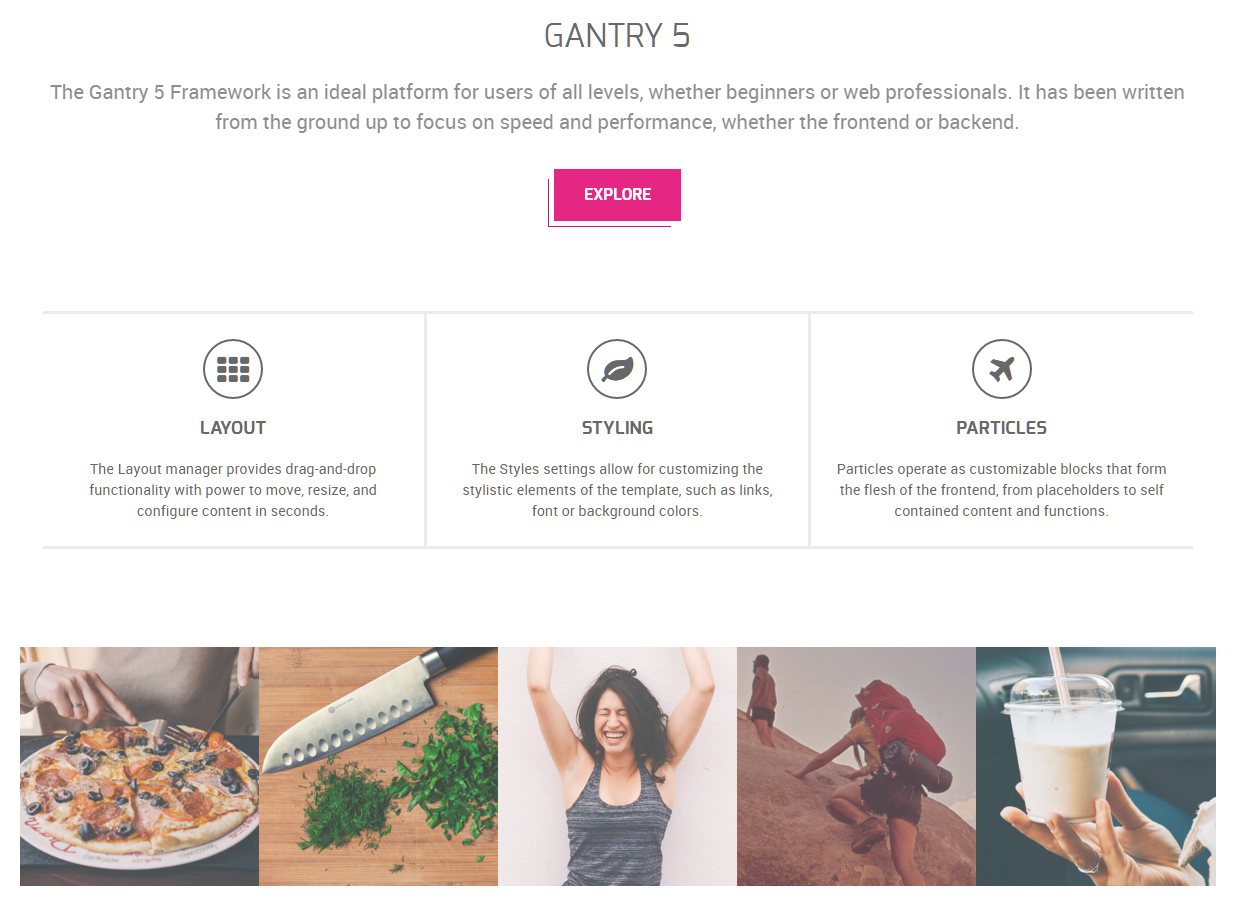 GANTRY 5
The Gantry 5 Framework is an ideal platform for users of all levels, whether beginners or web professionals. It has been written
from the ground up to focus on speed and performance, whether the frontend or backend.
EXPLORE
LAYOUT
The Layout manager provides drag-and-drop
functionality with power to move, resize, and
configure content in seconds.
STYLING
The Styles settings allow for customizing the
stylistic elements of the template, such as links,
font or background colors.
PARTICLES
Particles operate as customizable blocks that form
the flesh of the frontend, from placeholders to self
contained content and functions.